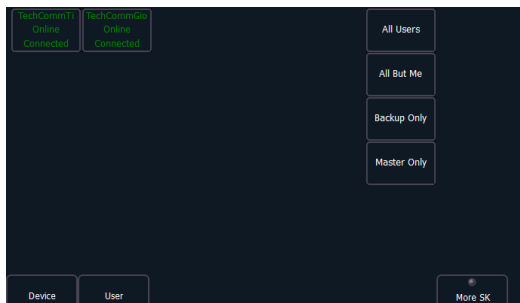 TechCommTi
Online
Connected
TechCommGio
Online
Connected
All Users
All But Me
Backup Only
Master Only
Device
User
More SK